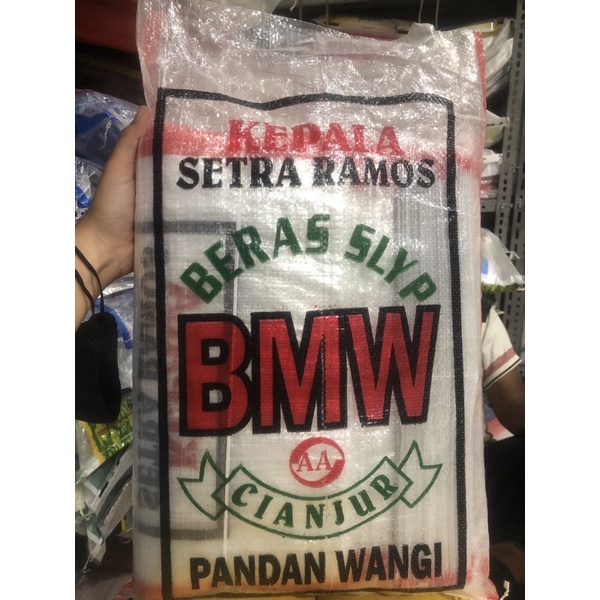 KEPALA
SETRA RAMOS
BERAS SLYP
BMW
AA
CIANJUR
PANDAN WANGI